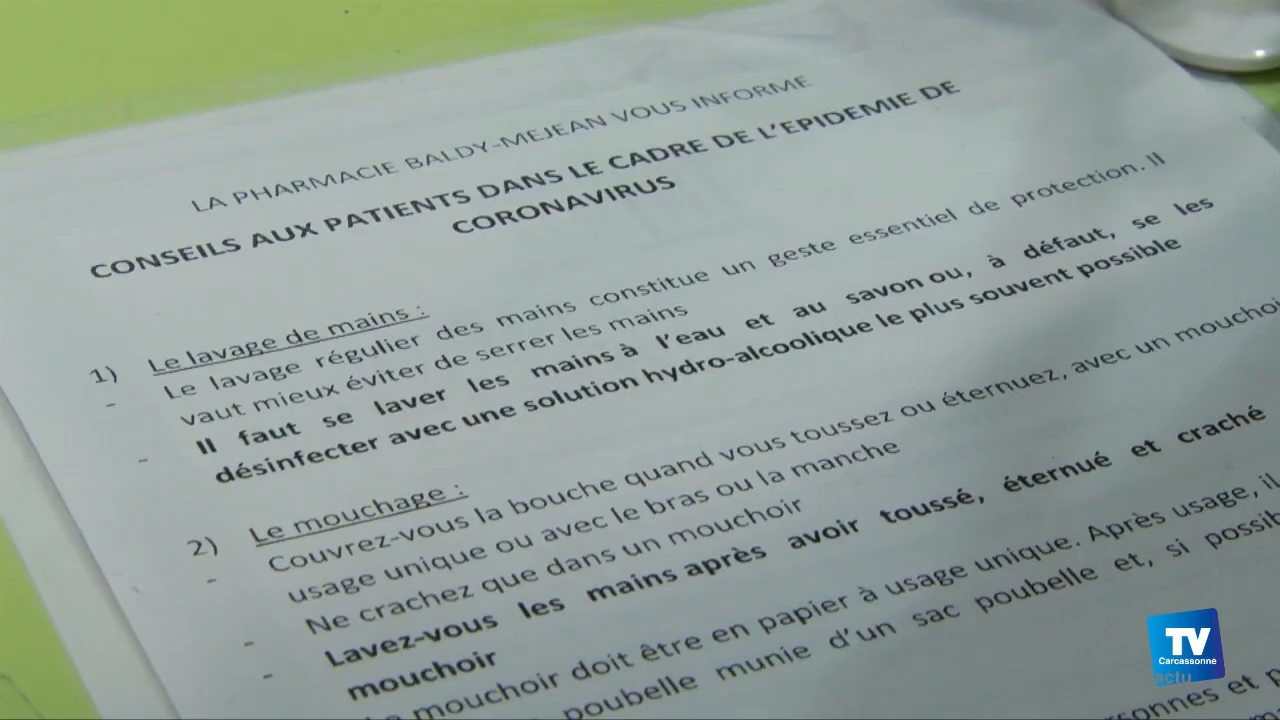 LA PHARMACIE BALDY-MEJEAN VOUS INFORME
CONSEILS AUX PATIENTS DANS LE CADRE DE L'EPIDEMIE DE
CORONAVIRUS
1) Le lavage de mains :
- Le lavage régulier des mains constitue un geste essentiel de protection. Il
vaut mieux éviter de serrer les mains
- Il faut se laver les mains à l'eau et au savon ou, à défaut, se les
désinfecter avec une solution hydro-alcoolique le plus souvent possible
2) Le mouchage :
- Couvrez-vous la bouche quand vous toussez ou éternuez, avec un mouchoi
usage unique ou avec le bras ou la manche
- Ne crachez que dans un mouchoir
- Lavez-vous les mains après avoir toussé, éternué et craché
mouchoir
mouchoir doit être en papier à usage unique. Après usage, il
poubelle munie d'un sac poubelle et, si possib
sonnes et p
TV
Carcassonne
actu